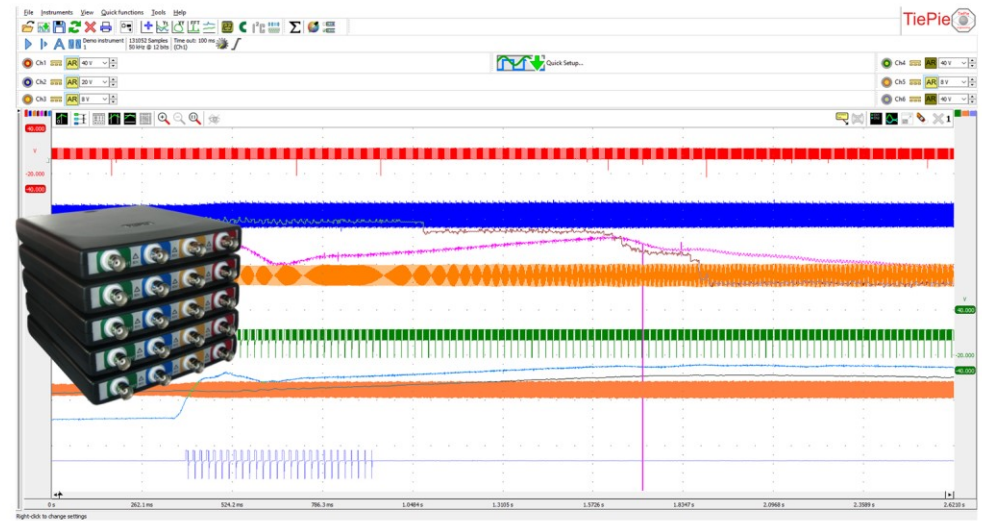 File Instruments View Quick functions Tools Help
TiePie
I²C Σ
Demo instrument 131052 Samples Time out: 100 ms
1 50 kHz @ 12 bits (Ch1)
Ch1 AR 40 V Quick Setup... Ch4 AR 40 V
Ch2 AR 20 V Ch5 AR 8 V
Ch3 AR 8 V Ch6 AR 40 V
1
40.000
V
-20.000
-40.000
V
40.000
-20.000
-40.000
0 s 262.1 ms 524.2 ms 786.3 ms 1.0484 s 1.3105 s 1.5726 s 1.8347 s 2.0968 s 2.3589 s 2.6210 s
Right-click to change settings